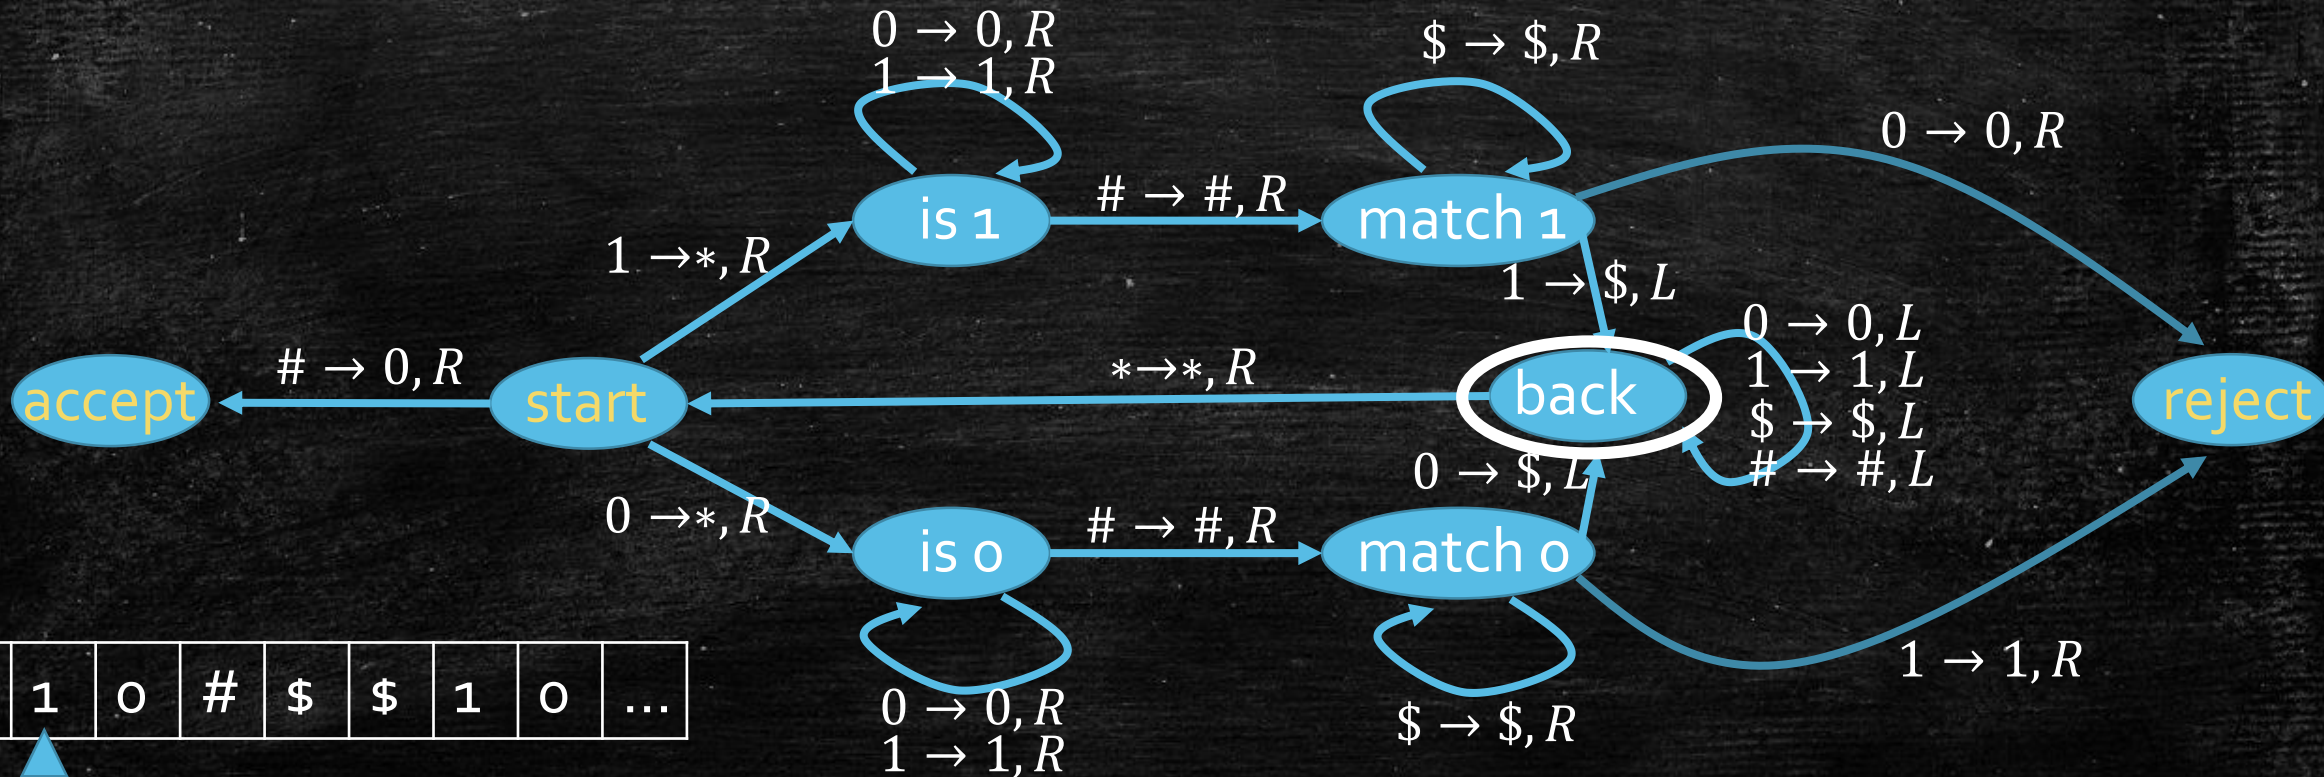 0 → 0, R
1 → 1, R
$ → $, R
0 → 0, R
# → #, R
is 1
match 1
1 →*, R
1 → $, L
0 → 0, L
1 → 1, L
$ → $, L
# → #, L
# → 0, R
*→*, R
accept
start
back
reject
0 → $, L
0 →*, R
# → #, R
is 0
match 0
1 → 1, R
1 0 # $ $ 1 0 ...
0 → 0, R
1 → 1, R
$ → $, R